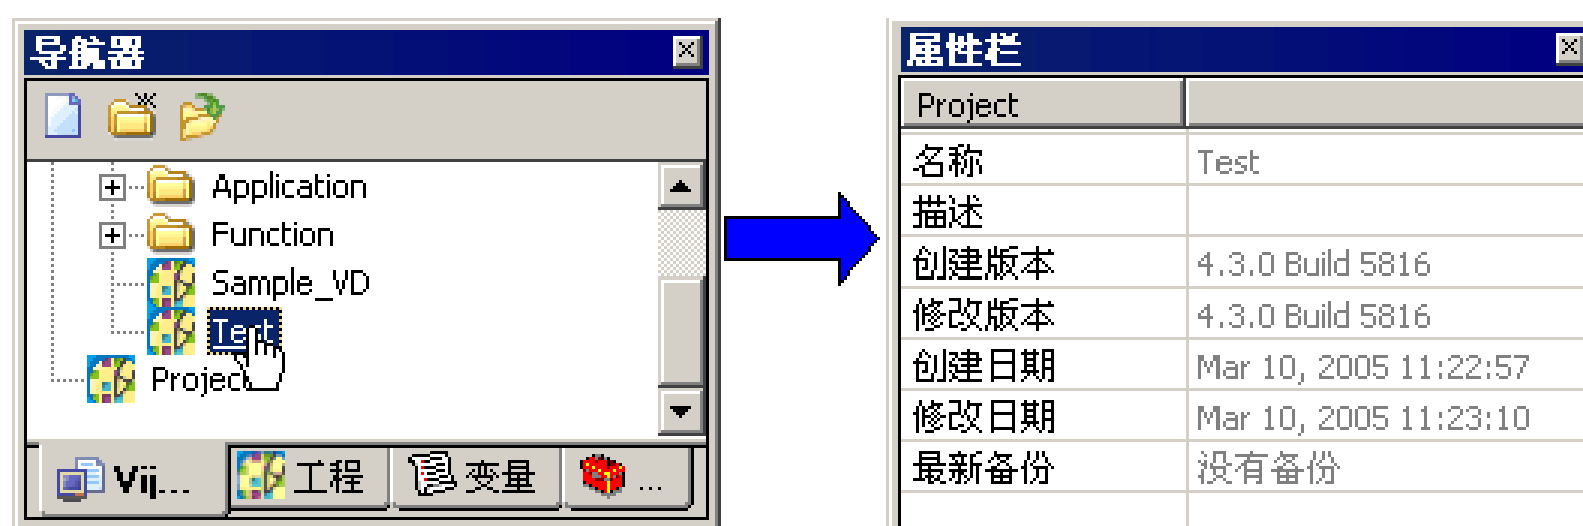 导航器
Application
Function
Sample_VD
Test
Project
Vij...
工程
变量
...
属性栏
Project
名称 Test
描述
创建版本 4.3.0 Build 5816
修改版本 4.3.0 Build 5816
创建日期 Mar 10, 2005 11:22:57
修改日期 Mar 10, 2005 11:23:10
最新备份 没有备份